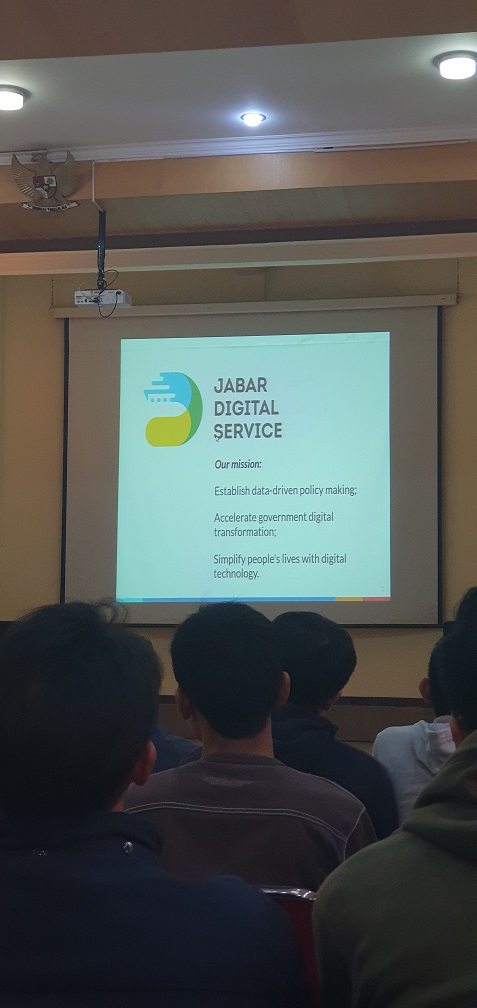 JABAR
DIGITAL
SERVICE
Our mission:
Establish data-driven policy making;
Accelerate government digital
transformation;
Simplify people's lives with digital
technology.